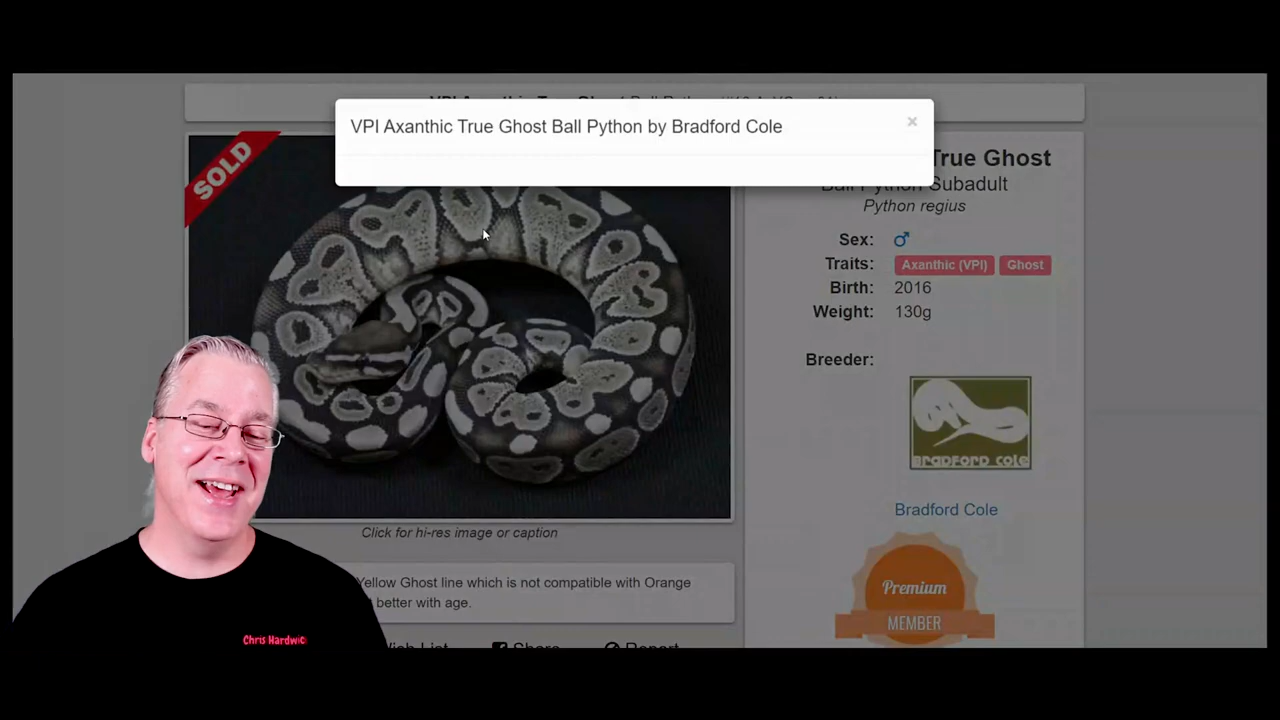 VPI Axanthic True Ghost Ball Python by Bradford Cole
×
SOLD
True Ghost
Ball Python Subadult
Python regius
Sex: ♂
Traits: Axanthic (VPI) Ghost
Birth: 2016
Weight: 130g
Breeder:
BRADFORD COLE
Bradford Cole
Premium
MEMBER
Click for hi-res image or caption
Yellow Ghost line which is not compatible with Orange
better with age.
Share
Report
Chris Hardwic